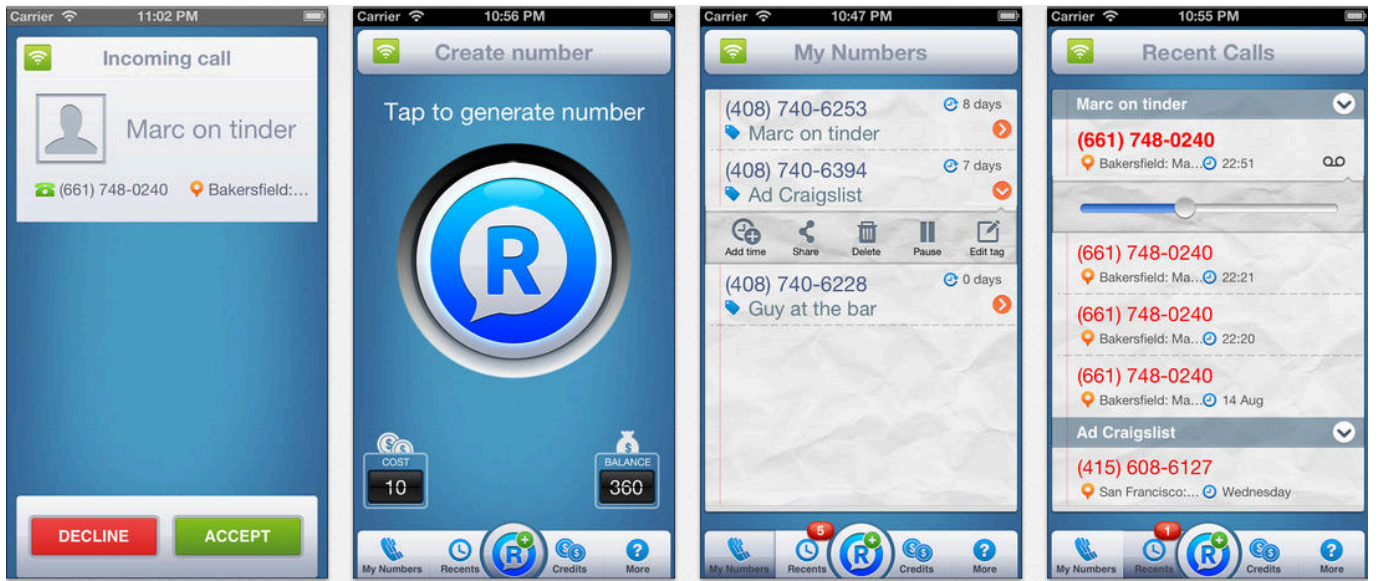 Carrier 11:02 PM
Incoming call
Marc on tinder
(661) 748-0240 Bakersfield:...
DECLINE ACCEPT
Carrier 10:56 PM
Create number
Tap to generate number
R
COST
10
BALANCE
360
My Numbers Recents R Credits More
Carrier 10:47 PM
My Numbers
(408) 740-6253 8 days
Marc on tinder
(408) 740-6394 7 days
Ad Craigslist
Add time Share Delete Pause Edit tag
(408) 740-6228 0 days
Guy at the bar
5
My Numbers Recents R Credits More
Carrier 10:55 PM
Recent Calls
Marc on tinder
(661) 748-0240
Bakersfield: Ma... 22:51
(661) 748-0240
Bakersfield: Ma... 22:21
(661) 748-0240
Bakersfield: Ma... 22:20
(661) 748-0240
Bakersfield: Ma... 14 Aug
Ad Craigslist
(415) 608-6127
San Francisco:... Wednesday
1
My Numbers Recents R Credits More